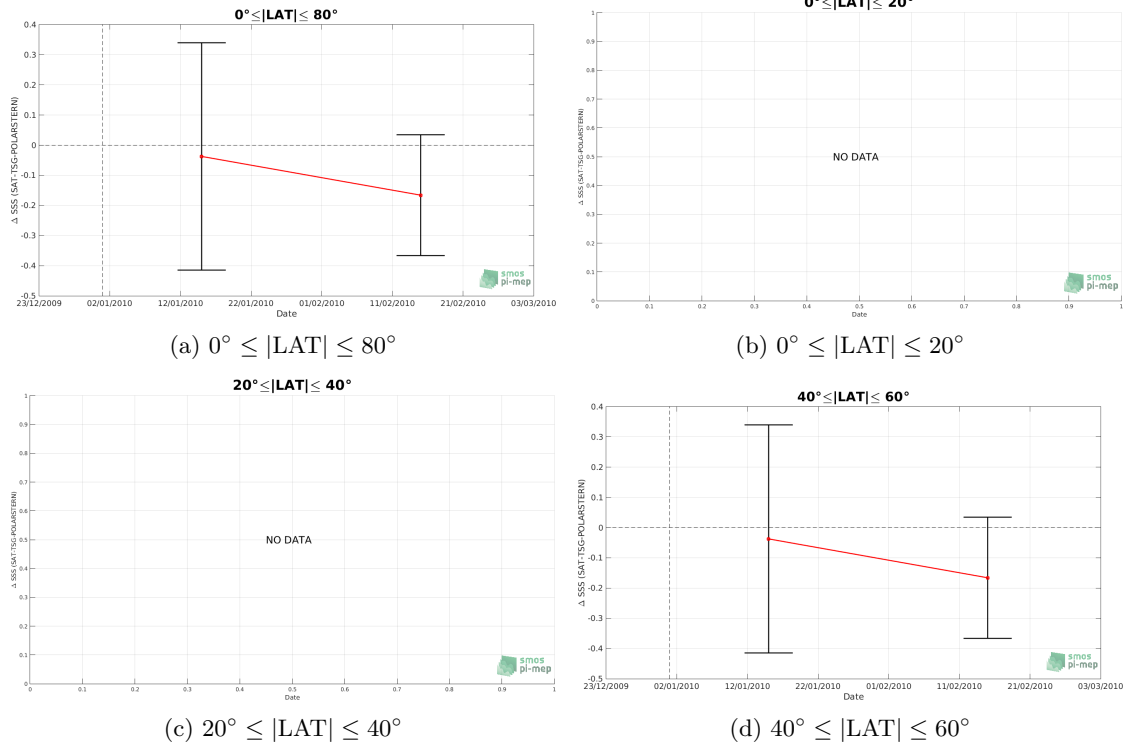 0°≤|LAT|≤ 80°
0.4
0.3
0.2
0.1
0
-0.1
-0.2
-0.3
-0.4
-0.5
Δ SSS (SAT-TSG-POLARSTERN)
smos
pi-mep
23/12/2009 02/01/2010 12/01/2010 22/01/2010 01/02/2010 11/02/2010 21/02/2010 03/03/2010
Date
(a) 0° ≤ |LAT| ≤ 80°
0°≤|LAT|≤ 20°
1
0.9
0.8
0.7
0.6
0.5
0.4
0.3
0.2
0.1
0
Δ SSS (SAT-TSG-POLARSTERN)
NO DATA
smos
pi-mep
0 0.1 0.2 0.3 0.4 0.5 0.6 0.7 0.8 0.9 1
Date
(b) 0° ≤ |LAT| ≤ 20°
20°≤|LAT|≤ 40°
1
0.9
0.8
0.7
0.6
0.5
0.4
0.3
0.2
0.1
0
Δ SSS (SAT-TSG-POLARSTERN)
NO DATA
smos
pi-mep
0 0.1 0.2 0.3 0.4 0.5 0.6 0.7 0.8 0.9 1
Date
(c) 20° ≤ |LAT| ≤ 40°
40°≤|LAT|≤ 60°
0.4
0.3
0.2
0.1
0
-0.1
-0.2
-0.3
-0.4
-0.5
Δ SSS (SAT-TSG-POLARSTERN)
smos
pi-mep
23/12/2009 02/01/2010 12/01/2010 22/01/2010 01/02/2010 11/02/2010 21/02/2010 03/03/2010
Date
(d) 40° ≤ |LAT| ≤ 60°